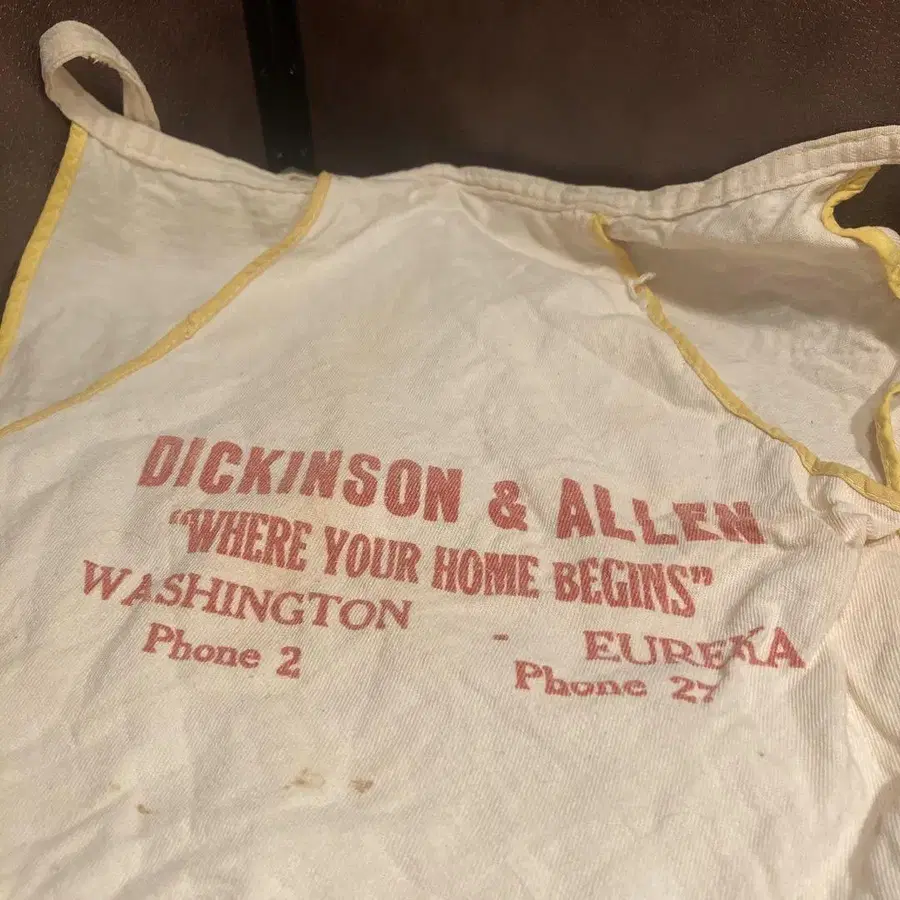 DICKINSON & ALLEN
"WHERE YOUR HOME BEGINS"
WASHINGTON - EUREKA
Phone 2 Phone 27